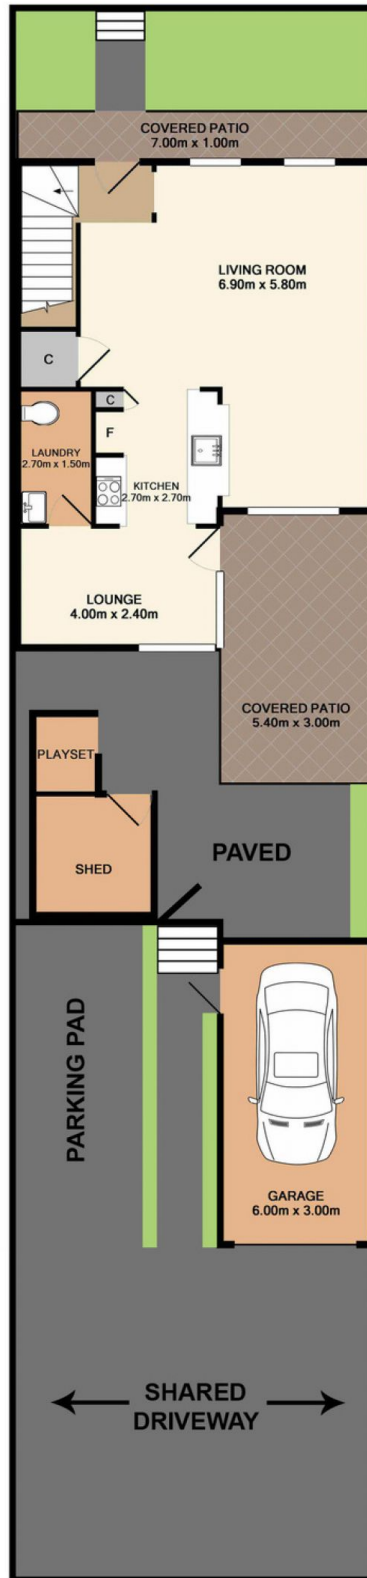 COVERED PATIO
7.00m x 1.00m
LIVING ROOM
6.90m x 5.80m
C
C
F
LAUNDRY
2.70m x 1.50m
KITCHEN
2.70m x 2.70m
LOUNGE
4.00m x 2.40m
COVERED PATIO
5.40m x 3.00m
PLAYSET
SHED
PAVED
PARKING PAD
GARAGE
6.00m x 3.00m
SHARED
DRIVEWAY